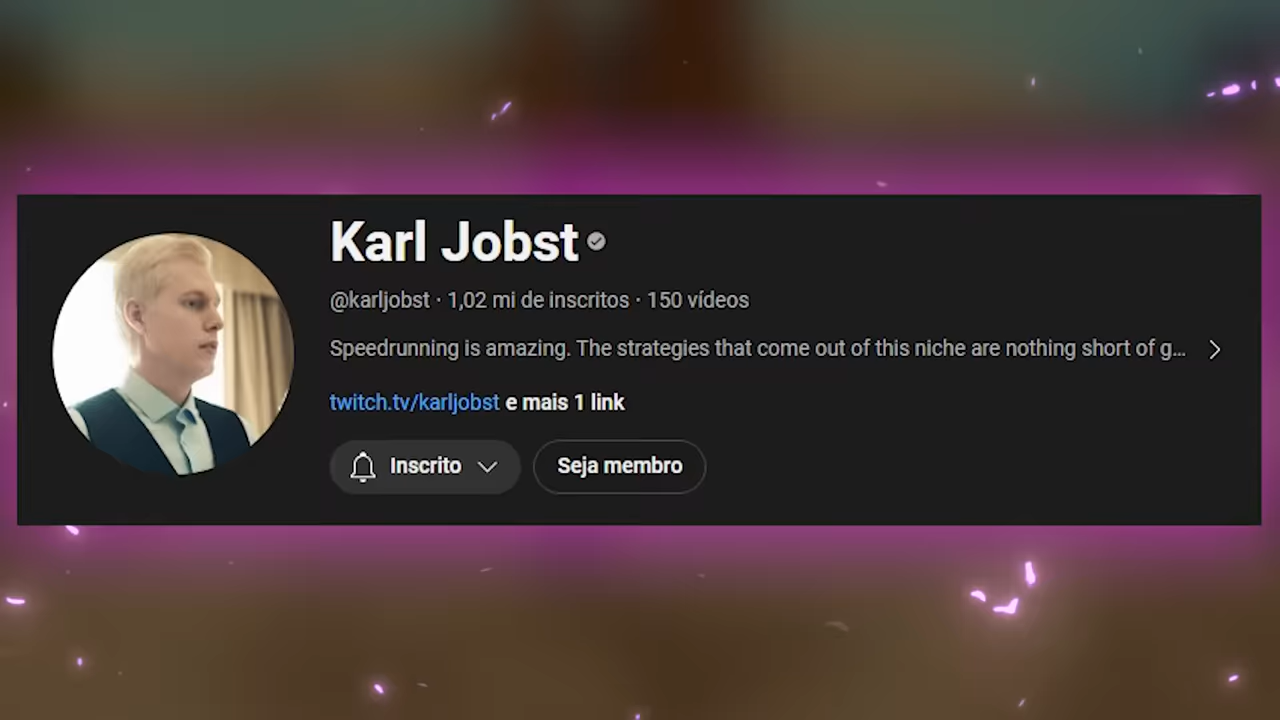 Karl Jobst
@karljobst · 1,02 mi de inscritos · 150 vídeos
Speedrunning is amazing. The strategies that come out of this niche are nothing short of g...
twitch.tv/karljobst e mais 1 link
Inscrito Seja membro